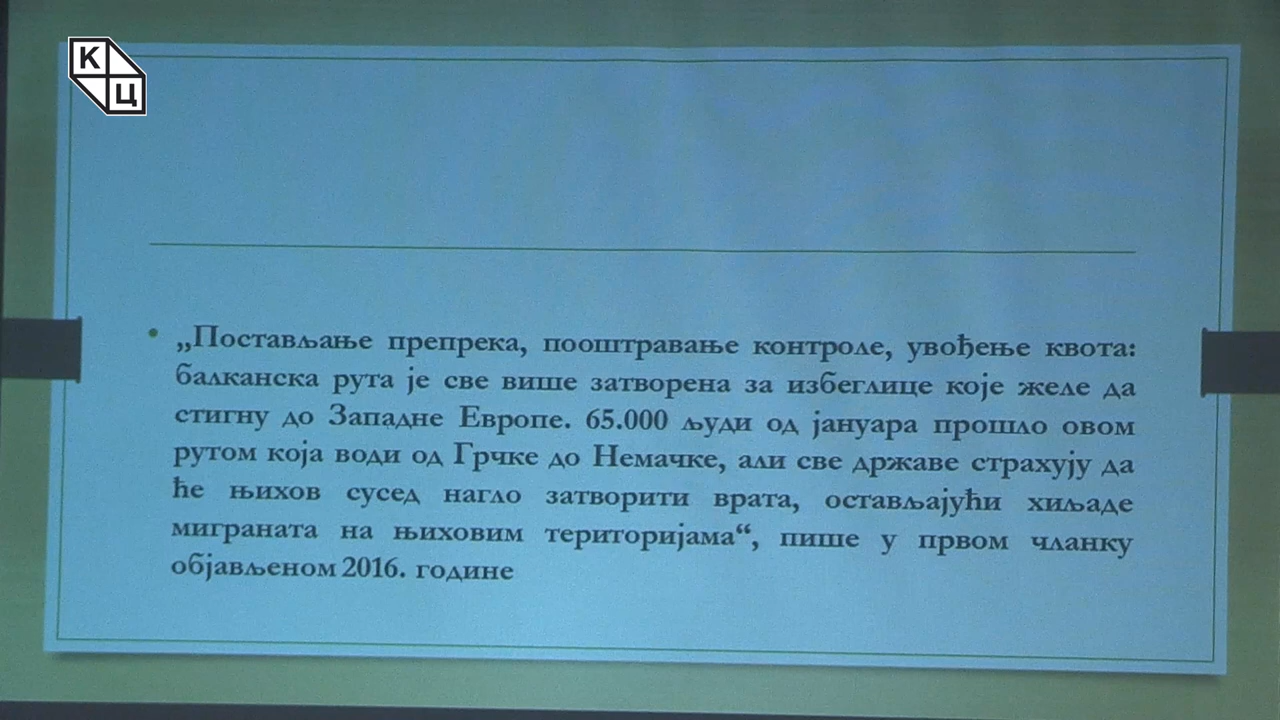 К
Ц
„Постављање препрека, пооштравање контроле, увођење квота:
балканска рута је све више затворена за избеглице које желе да
стигну до Западне Европе. 65.000 људи од јануара прошло овом
рутом која води од Грчке до Немачке, али све државе страхују да
ће њихов сусед нагло затворити врата, остављајући хиљаде
миграната на њиховим територијама“, пише у првом чланку
објављеном 2016. године